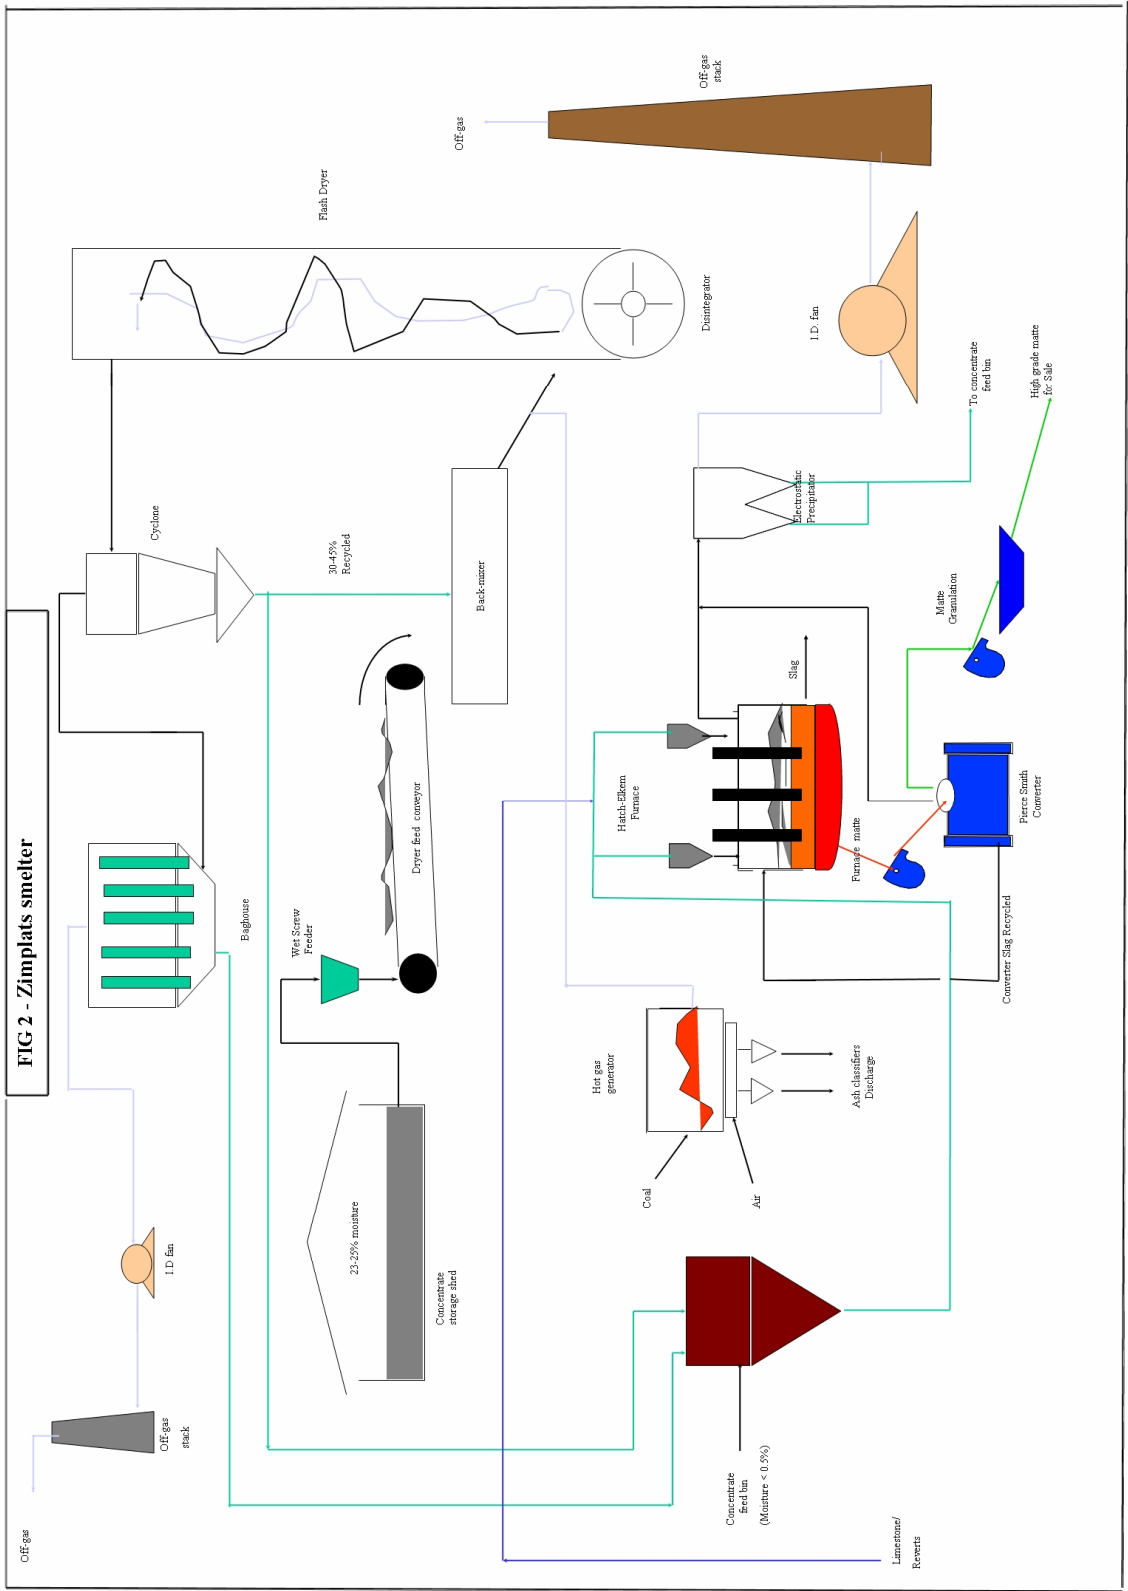 FIG 2 - Zimplats smelter
Off-gas
Off-gas
stack
I.D fan
Baghouse
Cyclone
Flash Dryer
Off-gas
Off-gas
stack
30-45%
Recycled
Wet Screw
Feeder
23-25% moisture
Concentrate
storage shed
Dryer feed conveyor
Back-mixer
Disintegrator
I.D. fan
Electrostatic
Precipitator
To concentrate
feed bin
High grade matte
for Sale
Matte
Granulation
Slag
Hatch-Elkem
Furnace
Furnace matte
Pierce Smith
Converter
Converter Slag Recycled
Hot gas
generator
Coal
Air
Ash classifiers
Discharge
Concentrate
feed bin
(Moisture < 0.5%)
Limestone/
Reverts